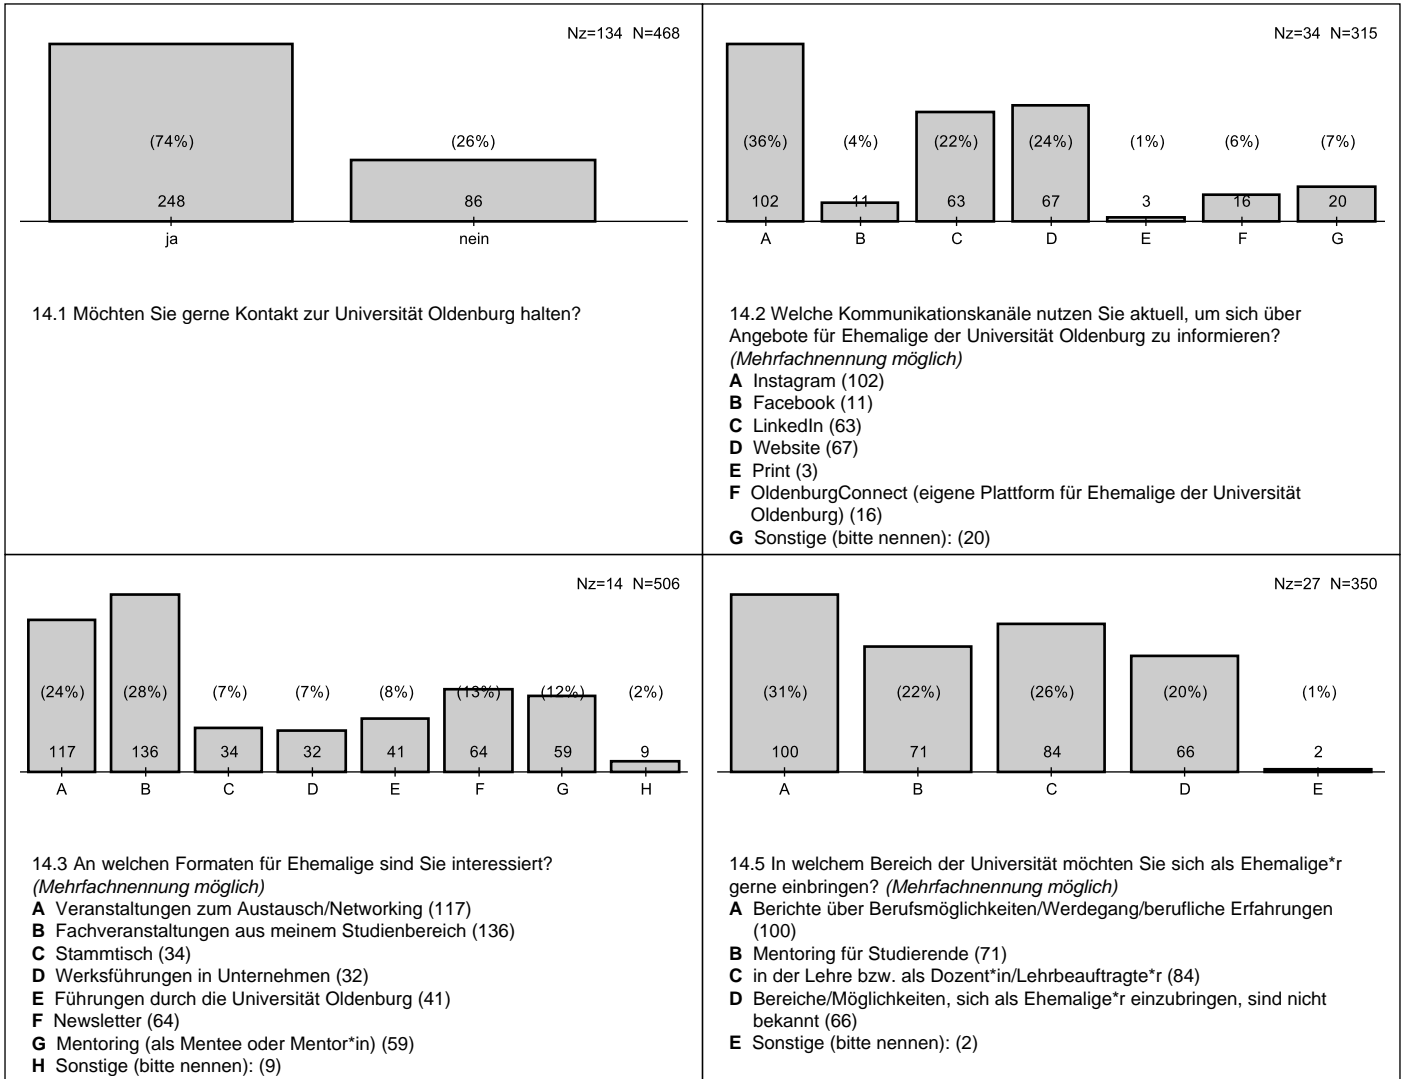 Nz=134 N=468
(74%) (26%)
248 86
ja nein
14.1 Möchten Sie gerne Kontakt zur Universität Oldenburg halten?
Nz=34 N=315
(36%) (4%) (22%) (24%) (1%) (6%) (7%)
102 11 63 67 3 16 20
A B C D E F G
14.2 Welche Kommunikationskanäle nutzen Sie aktuell, um sich über
Angebote für Ehemalige der Universität Oldenburg zu informieren?
(Mehrfachnennung möglich)
A Instagram (102)
B Facebook (11)
C LinkedIn (63)
D Website (67)
E Print (3)
F OldenburgConnect (eigene Plattform für Ehemalige der Universität
Oldenburg) (16)
G Sonstige (bitte nennen): (20)
Nz=14 N=506
(24%) (28%) (7%) (7%) (8%) (13%) (12%) (2%)
117 136 34 32 41 64 59 9
A B C D E F G H
14.3 An welchen Formaten für Ehemalige sind Sie interessiert?
(Mehrfachnennung möglich)
A Veranstaltungen zum Austausch/Networking (117)
B Fachveranstaltungen aus meinem Studienbereich (136)
C Stammtisch (34)
D Werksführungen in Unternehmen (32)
E Führungen durch die Universität Oldenburg (41)
F Newsletter (64)
G Mentoring (als Mentee oder Mentor*in) (59)
H Sonstige (bitte nennen): (9)
Nz=27 N=350
(31%) (22%) (26%) (20%) (1%)
100 71 84 66 2
A B C D E
14.5 In welchem Bereich der Universität möchten Sie sich als Ehemalige*r
gerne einbringen? (Mehrfachnennung möglich)
A Berichte über Berufsmöglichkeiten/Werdegang/berufliche Erfahrungen
(100)
B Mentoring für Studierende (71)
C in der Lehre bzw. als Dozent*in/Lehrbeauftragte*r (84)
D Bereiche/Möglichkeiten, sich als Ehemalige*r einzubringen, sind nicht
bekannt (66)
E Sonstige (bitte nennen): (2)